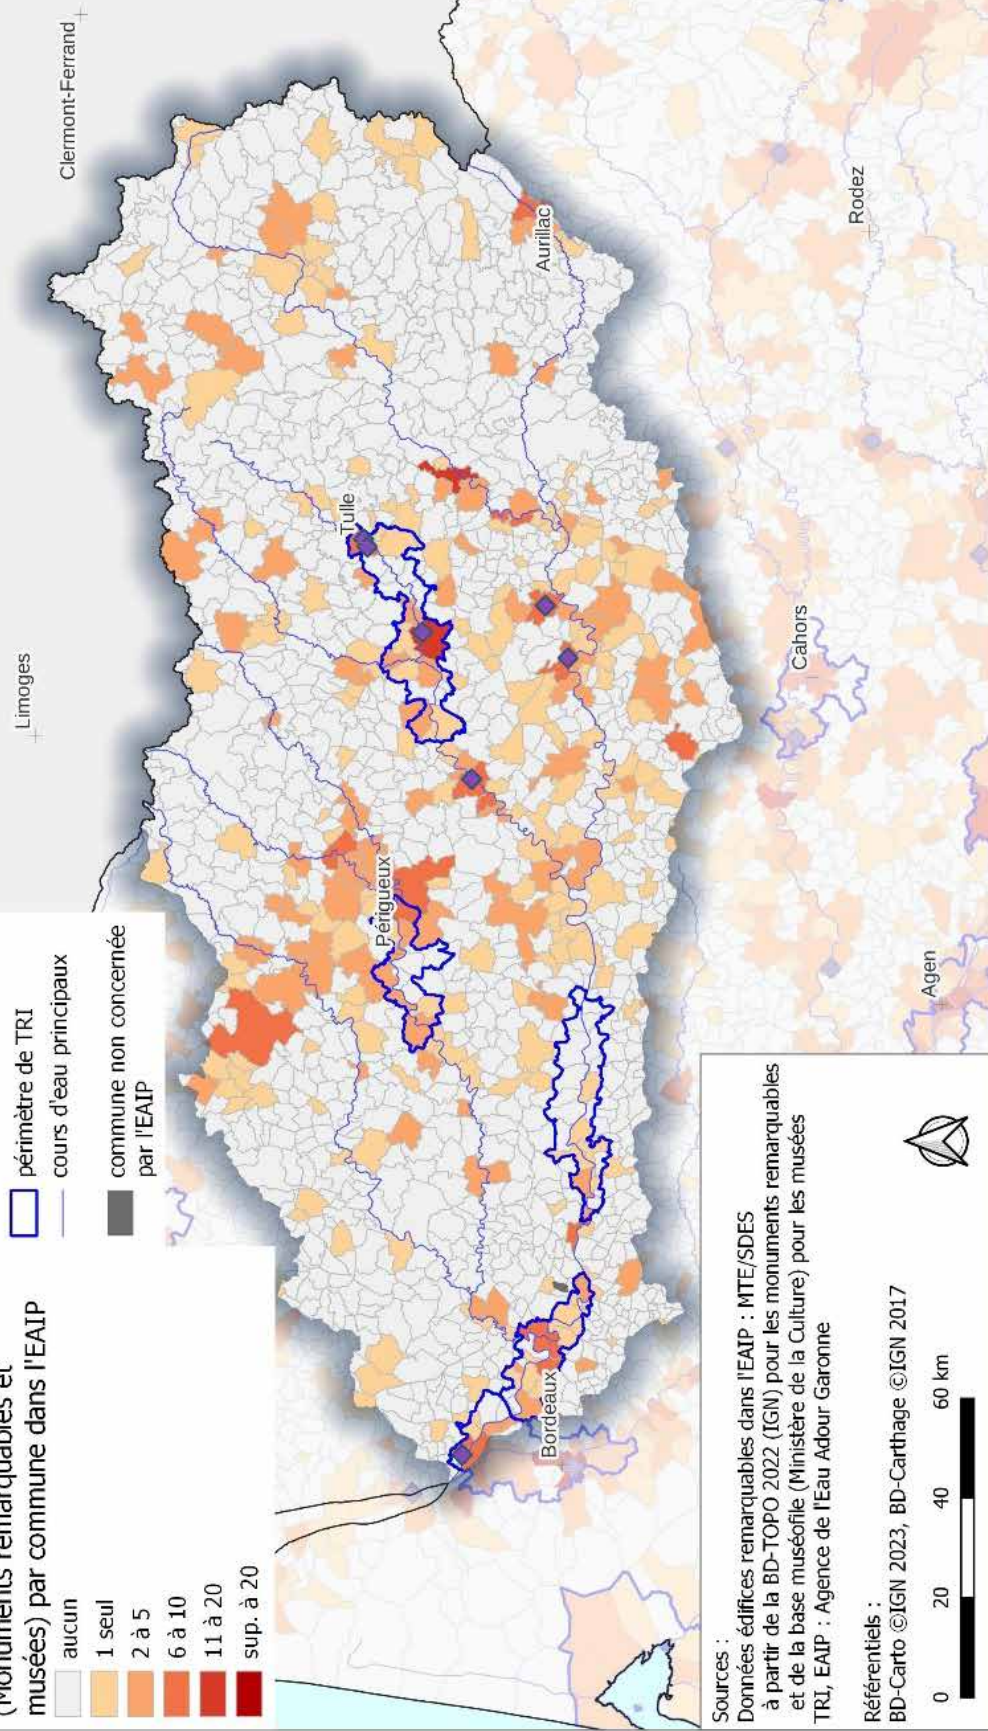 (Monuments remarquables et
musées) par commune dans l'EAIP
aucun
1 seul
2 à 5
6 à 10
11 à 20
sup. à 20
périmètre de TRI
cours d'eau principaux
commune non concernée
par l'EAIP
Limoges
Clermont-Ferrand
Tulle
Périgueux
Aurillac
Bordeaux
Cahors
Rodez
Agen
Sources :
Données édifices remarquables dans l'EAIP : MTE/SDES
à partir de la BD-TOPO 2022 (IGN) pour les monuments remarquables
et de la base muséofile (Ministère de la Culture) pour les musées
TRI, EAIP : Agence de l'Eau Adour Garonne
Référentiels :
BD-Carto ©IGN 2023, BD-Carthage ©IGN 2017
0 20 40 60 km